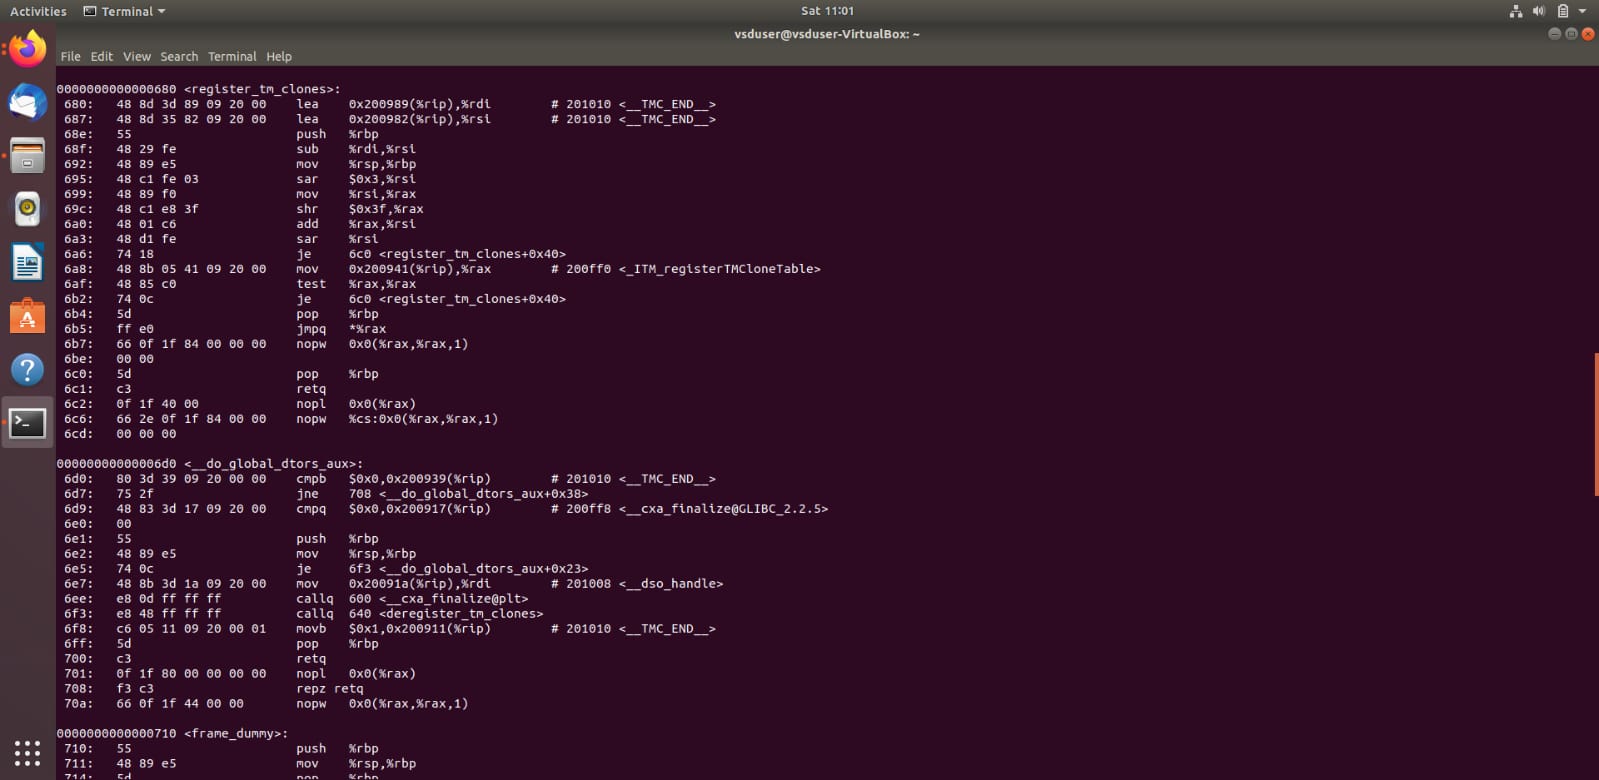 Activities Terminal Sat 11:01
vsduser@vsduser-VirtualBox: ~
File Edit View Search Terminal Help
0000000000000680 <register_tm_clones>:
680: 48 8d 3d 89 09 20 00 lea 0x200989(%rip),%rdi # 201010 <__TMC_END__>
687: 48 8d 35 82 09 20 00 lea 0x200982(%rip),%rsi # 201010 <__TMC_END__>
68e: 55 push %rbp
68f: 48 29 fe sub %rdi,%rsi
692: 48 89 e5 mov %rsp,%rbp
695: 48 c1 fe 03 sar $0x3,%rsi
699: 48 89 f0 mov %rsi,%rax
69c: 48 c1 e8 3f shr $0x3f,%rax
6a0: 48 01 c6 add %rax,%rsi
6a3: 48 d1 fe sar %rsi
6a6: 74 18 je 6c0 <register_tm_clones+0x40>
6a8: 48 8b 05 41 09 20 00 mov 0x200941(%rip),%rax # 200ff0 <_ITM_registerTMCloneTable>
6af: 48 85 c0 test %rax,%rax
6b2: 74 0c je 6c0 <register_tm_clones+0x40>
6b4: 5d pop %rbp
6b5: ff e0 jmpq *%rax
6b7: 66 0f 1f 84 00 00 00 nopw 0x0(%rax,%rax,1)
6be: 00 00
6c0: 5d pop %rbp
6c1: c3 retq
6c2: 0f 1f 40 00 nopl 0x0(%rax)
6c6: 66 2e 0f 1f 84 00 00 nopw %cs:0x0(%rax,%rax,1)
6cd: 00 00 00
00000000000006d0 <__do_global_dtors_aux>:
6d0: 80 3d 39 09 20 00 00 cmpb $0x0,0x200939(%rip) # 201010 <__TMC_END__>
6d7: 75 2f jne 708 <__do_global_dtors_aux+0x38>
6d9: 48 83 3d 17 09 20 00 cmpq $0x0,0x200917(%rip) # 200ff8 <__cxa_finalize@GLIBC_2.2.5>
6e0: 00
6e1: 55 push %rbp
6e2: 48 89 e5 mov %rsp,%rbp
6e5: 74 0c je 6f3 <__do_global_dtors_aux+0x23>
6e7: 48 8b 3d 1a 09 20 00 mov 0x20091a(%rip),%rdi # 201008 <__dso_handle>
6ee: e8 0d ff ff ff callq 600 <__cxa_finalize@plt>
6f3: e8 48 ff ff ff callq 640 <deregister_tm_clones>
6f8: c6 05 11 09 20 00 01 movb $0x1,0x200911(%rip) # 201010 <__TMC_END__>
6ff: 5d pop %rbp
700: c3 retq
701: 0f 1f 80 00 00 00 00 nopl 0x0(%rax)
708: f3 c3 repz retq
70a: 66 0f 1f 44 00 00 nopw 0x0(%rax,%rax,1)
0000000000000710 <frame_dummy>:
710: 55 push %rbp
711: 48 89 e5 mov %rsp,%rbp
714: 5d pop %rbp